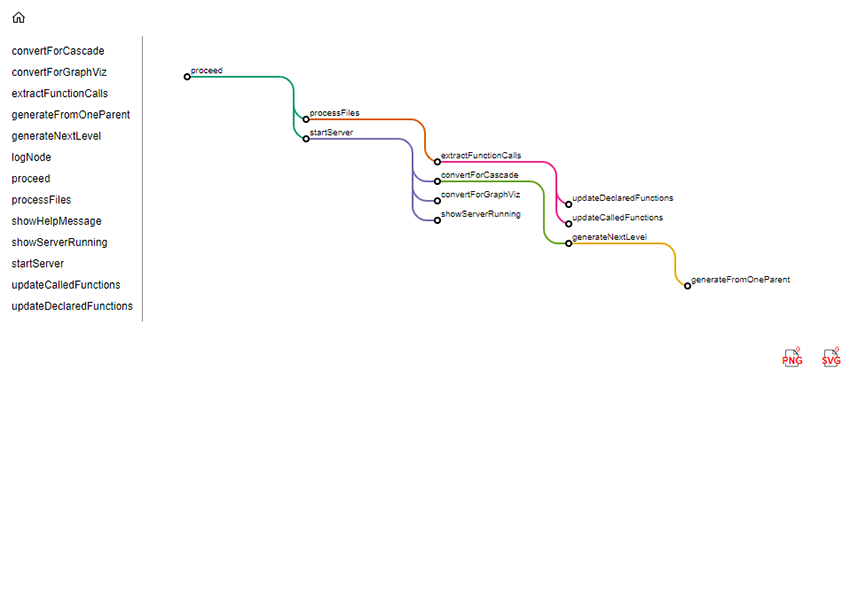 convertForCascade
convertForGraphViz
extractFunctionCalls
generateFromOneParent
generateNextLevel
logNode
proceed
processFiles
showHelpMessage
showServerRunning
startServer
updateCalledFunctions
updateDeclaredFunctions
proceed
processFiles
startServer
extractFunctionCalls
convertForCascade
convertForGraphViz
showServerRunning
updateDeclaredFunctions
updateCalledFunctions
generateNextLevel
generateFromOneParent
PNG
SVG